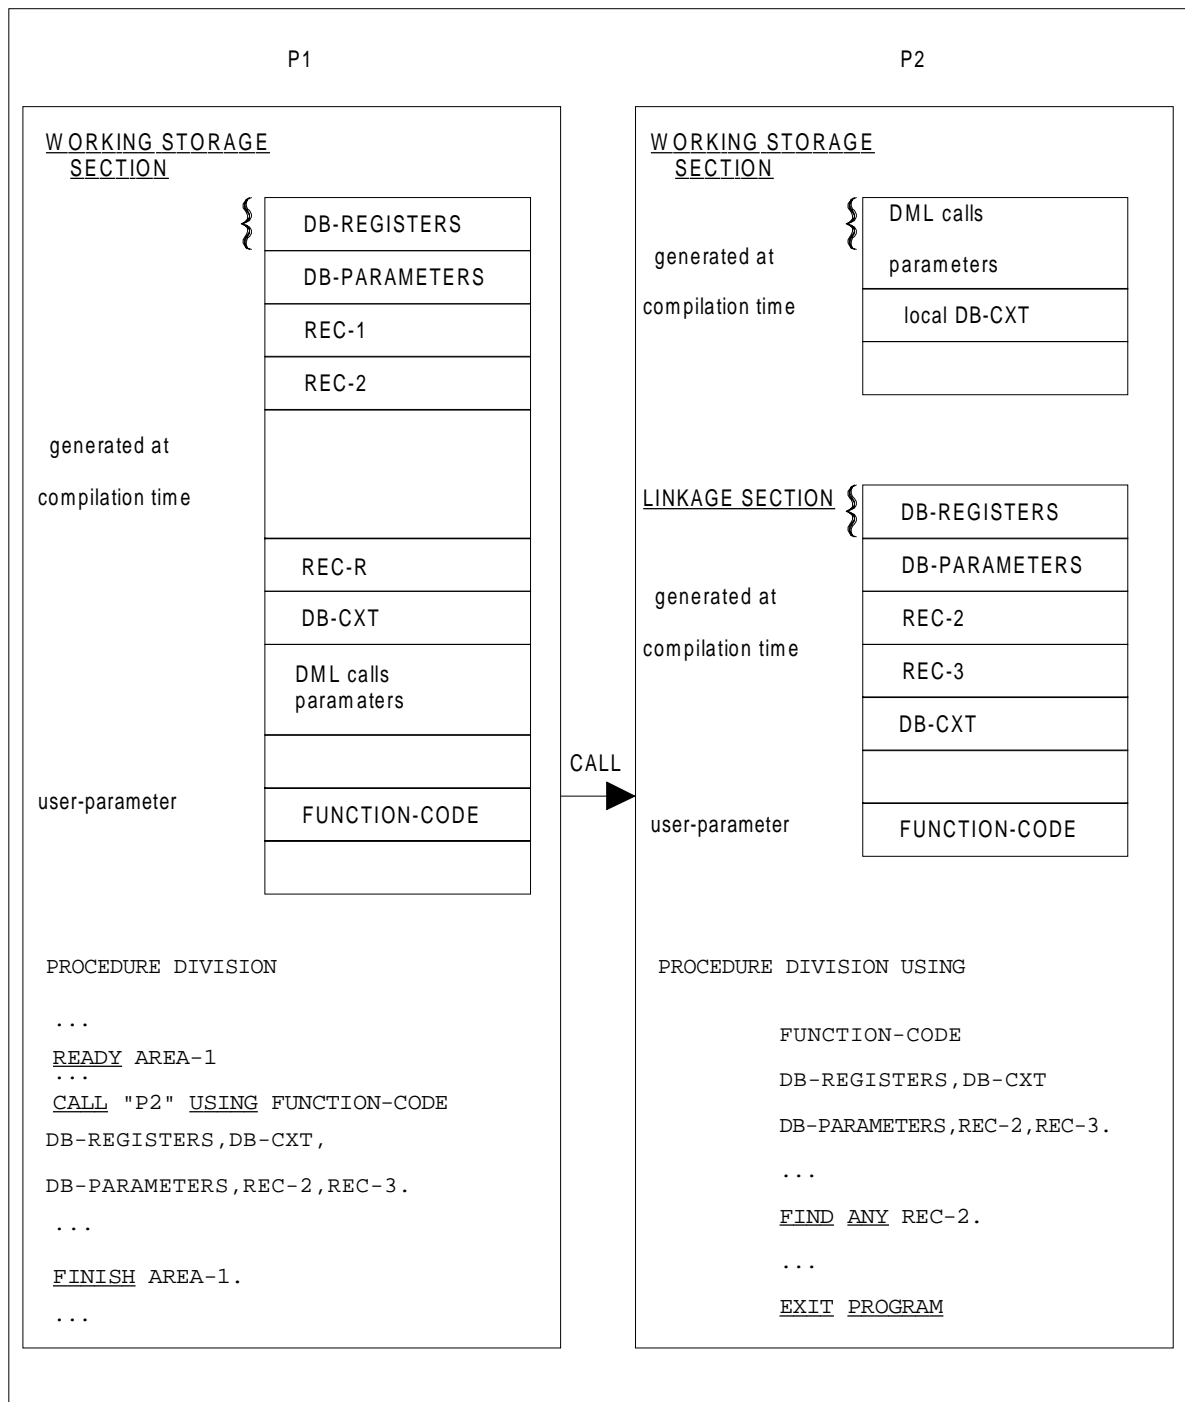 P1
WORKING STORAGE
SECTION
DB-REGISTERS
DB-PARAMETERS
REC-1
REC-2
generated at
compilation time
REC-R
DB-CXT
DML calls
paramaters
user-parameter
FUNCTION-CODE
PROCEDURE DIVISION
...
READY AREA-1
...
CALL "P2" USING FUNCTION-CODE
DB-REGISTERS,DB-CXT,
DB-PARAMETERS,REC-2,REC-3.
...
FINISH AREA-1.
...
CALL
P2
WORKING STORAGE
SECTION
DML calls
generated at
parameters
compilation time
local DB-CXT
LINKAGE SECTION
DB-REGISTERS
DB-PARAMETERS
generated at
REC-2
compilation time
REC-3
DB-CXT
user-parameter
FUNCTION-CODE
PROCEDURE DIVISION USING
FUNCTION-CODE
DB-REGISTERS,DB-CXT
DB-PARAMETERS,REC-2,REC-3.
...
FIND ANY REC-2.
...
EXIT PROGRAM